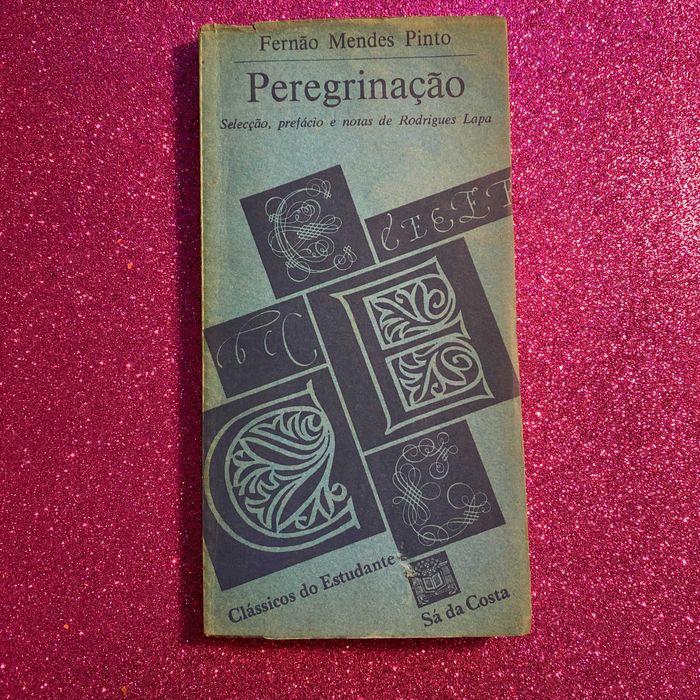 Fernão Mendes Pinto
Peregrinação
Selecção, prefácio e notas de Rodrigues Lapa
Clássicos do Estudante
Sá da Costa